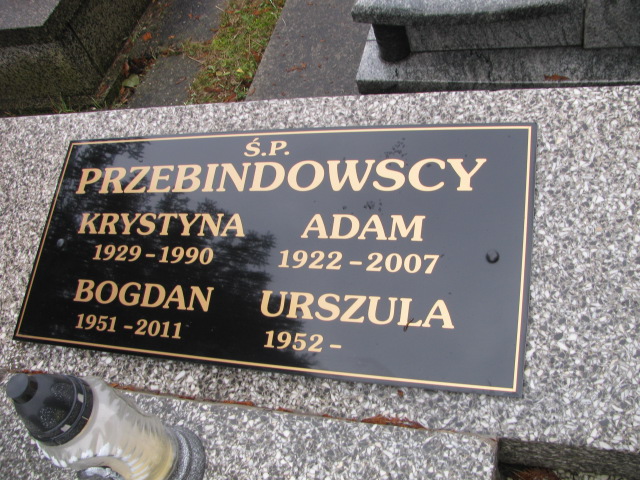 Ś.P.
PRZEBINDOWSCY
KRYSTYNA ADAM
1929-1990 1922-2007
BOGDAN URSZULA
1951-2011 1952-